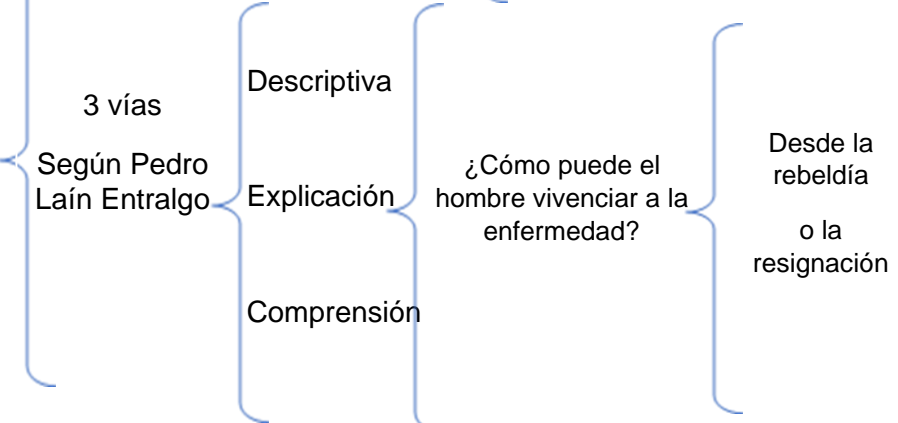 3 vías
Según Pedro
Laín Entralgo
Descriptiva
Explicación
Comprensión
¿Cómo puede el
hombre vivenciar a la
enfermedad?
Desde la
rebeldía
o la
resignación